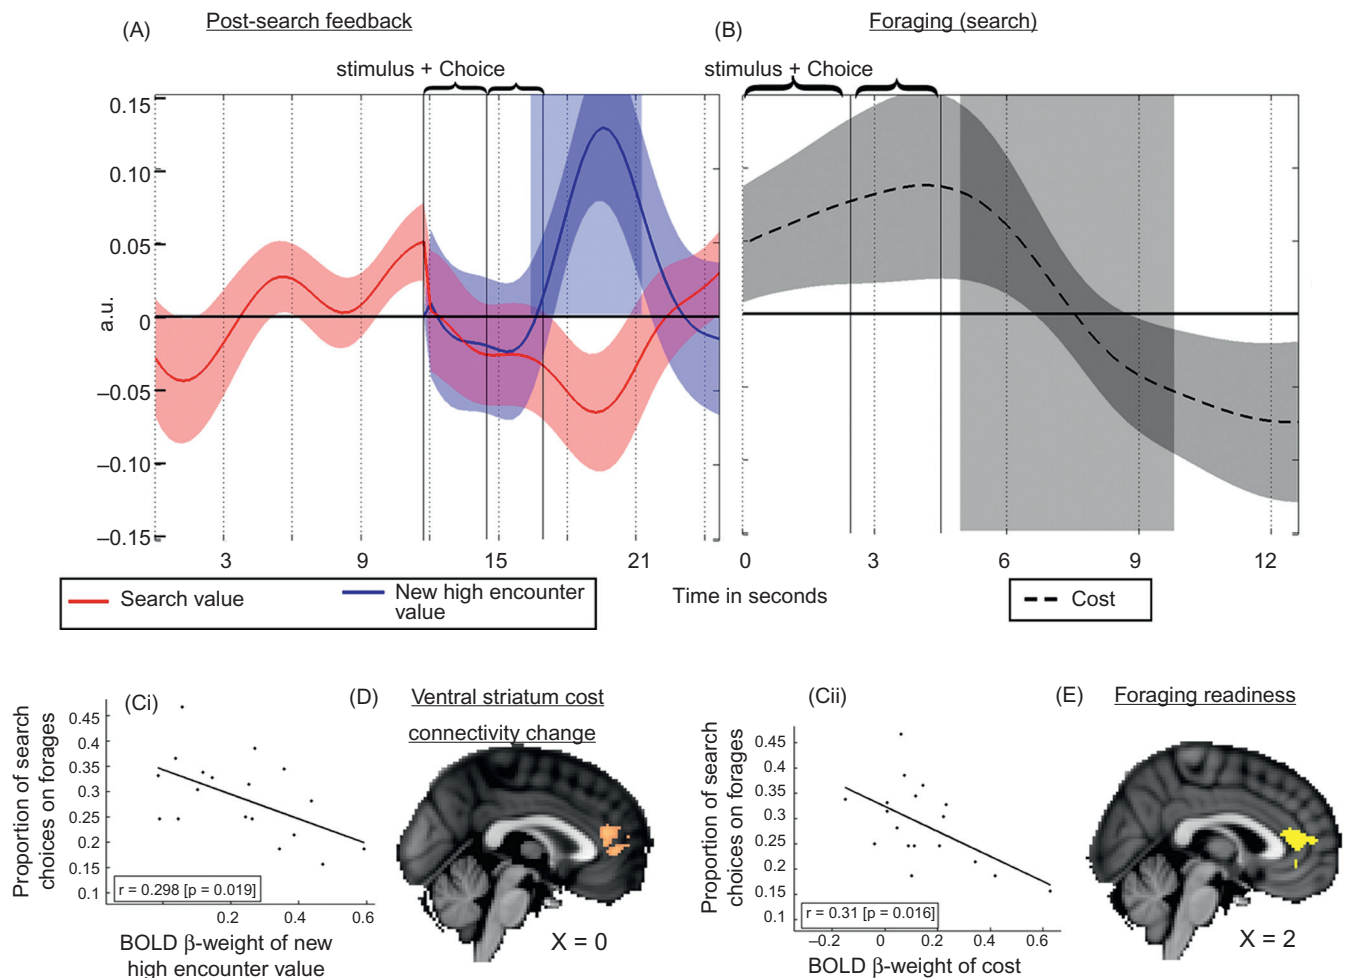 (A)
Post-search feedback
(B)
Foraging (search)
stimulus + Choice
stimulus + Choice
0.15
0.10
0.05
0
−0.05
−0.10
−0.15
a.u.
3
9
15
21
0
3
6
9
12
Time in seconds
Search value
New high encounter
value
Cost
(Ci)
Proportion of search
choices on forages
0.45
0.4
0.35
0.3
0.25
0.2
0.15
0.1
r = 0.298 [p = 0.019]
0.2
0.4
0.6
BOLD β-weight of new
high encounter value
(D)
Ventral striatum cost
connectivity change
X = 0
(Cii)
Proportion of search
choices on forages
0.45
0.4
0.35
0.3
0.25
0.2
0.15
0.1
r = 0.31 [p = 0.016]
−0.2
0
0.2
0.4
0.6
BOLD β-weight of cost
(E)
Foraging readiness
X = 2